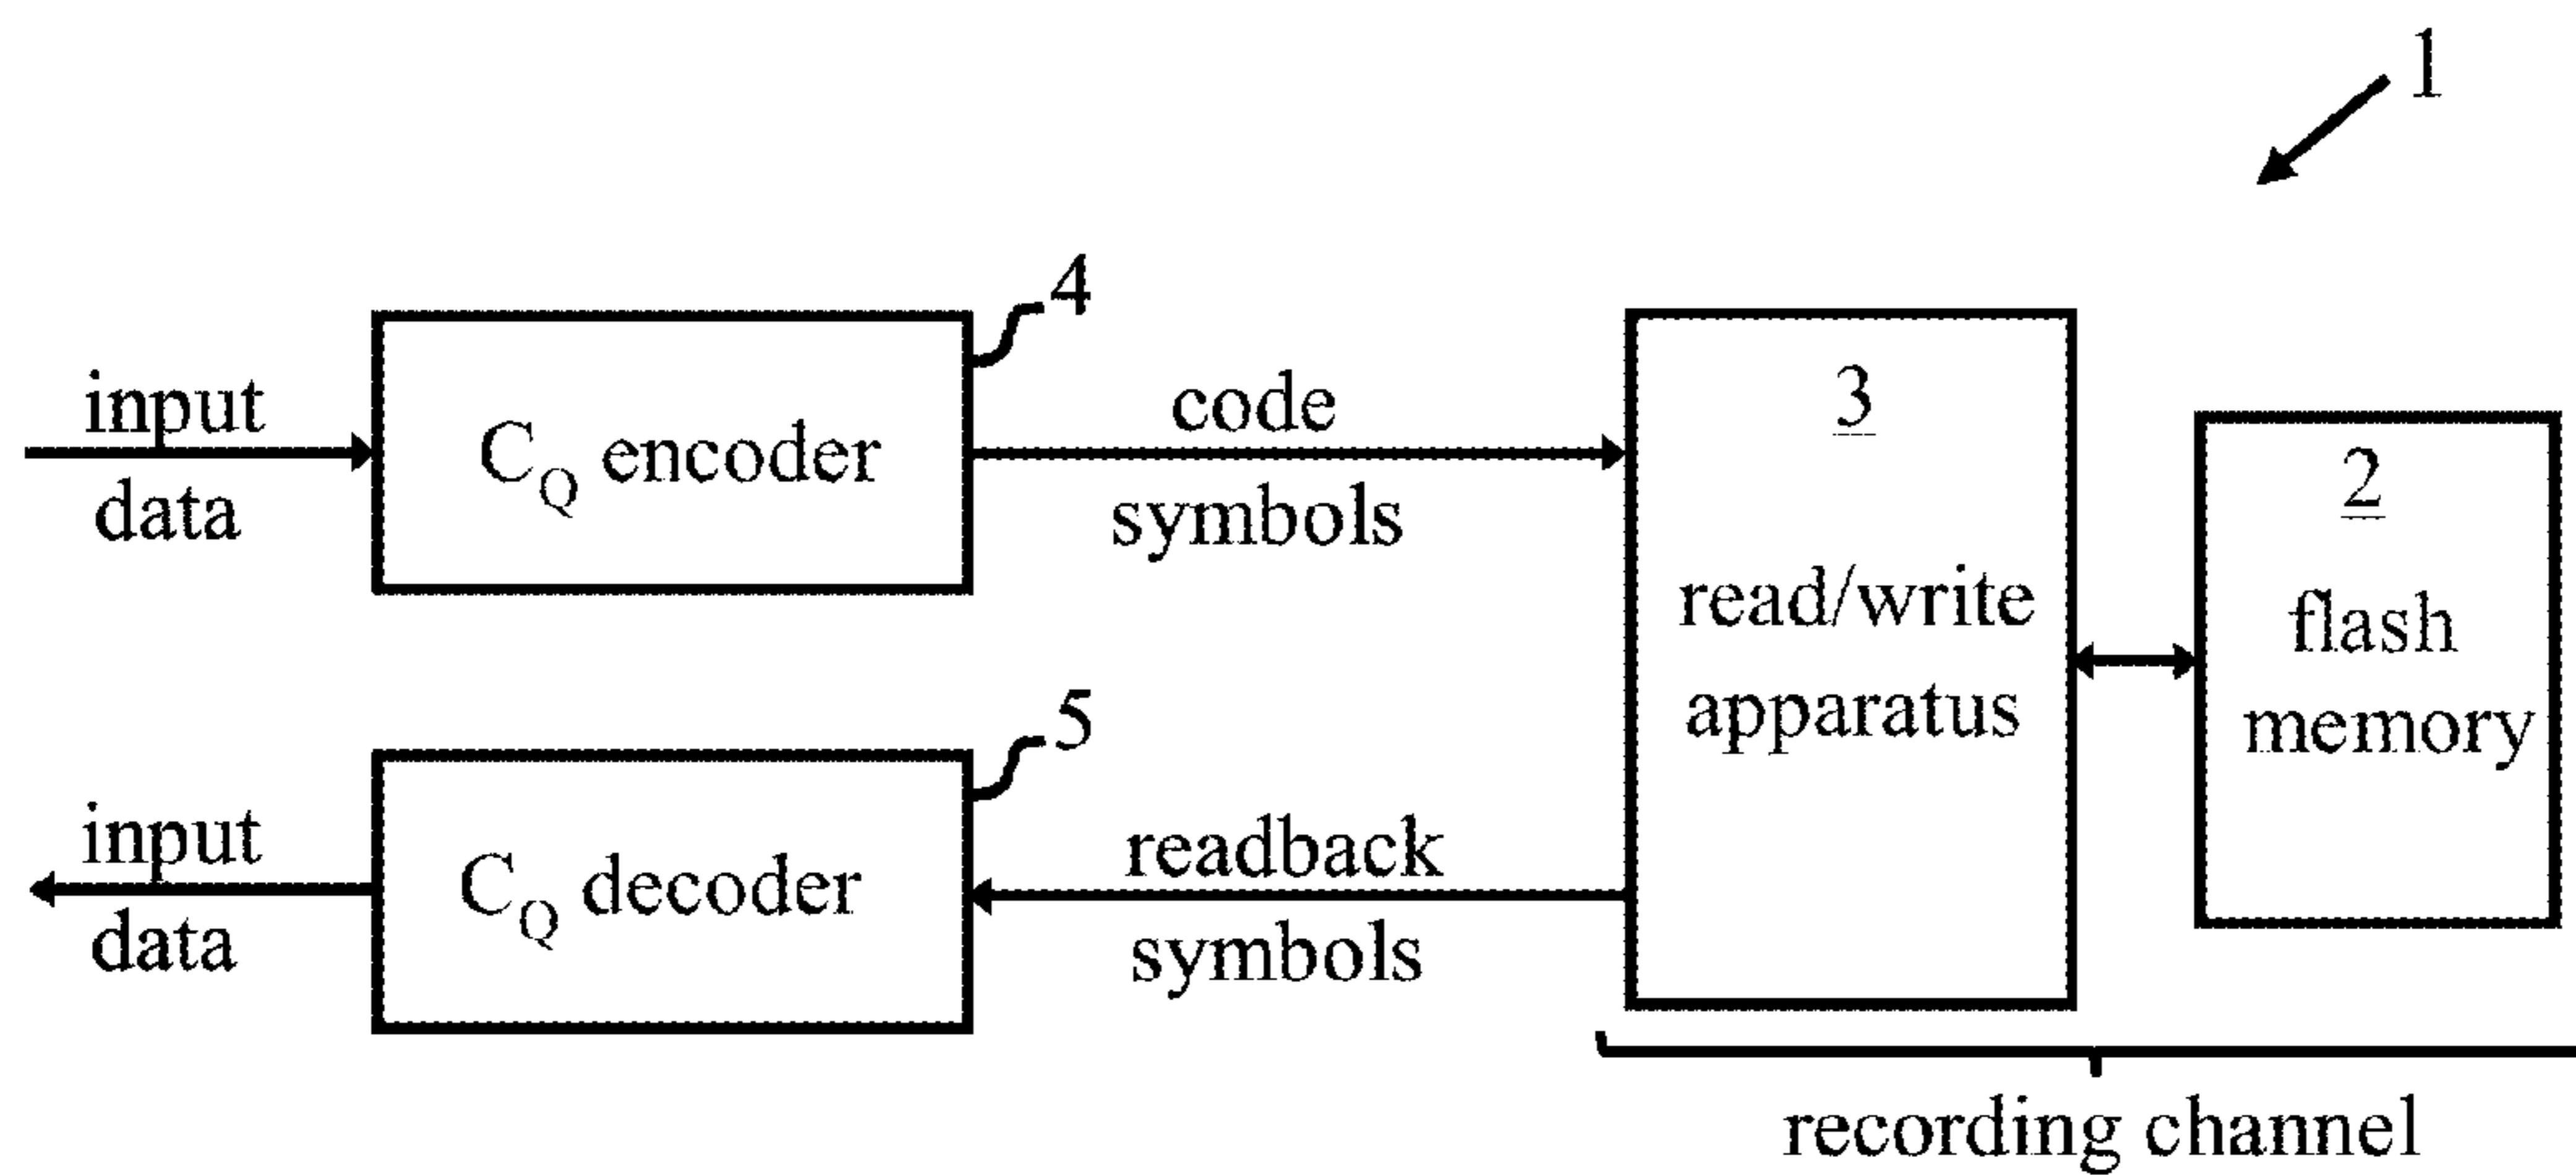 1
4
input
data
C_Q encoder
code
symbols
3
read/write
apparatus
2
flash
memory
5
input
data
C_Q decoder
readback
symbols
recording channel